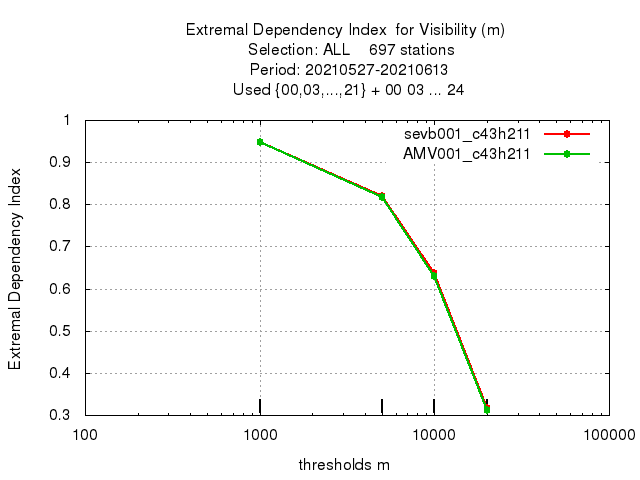 Extremal Dependency Index  for Visibility (m)
Selection: ALL    697 stations
Period: 20210527-20210613
Used {00,03,...,21} + 00 03 ... 24
sevb001_c43h211
AMV001_c43h211
Extremal Dependency Index
1
0.9
0.8
0.7
0.6
0.5
0.4
0.3
100
1000
10000
100000
thresholds m